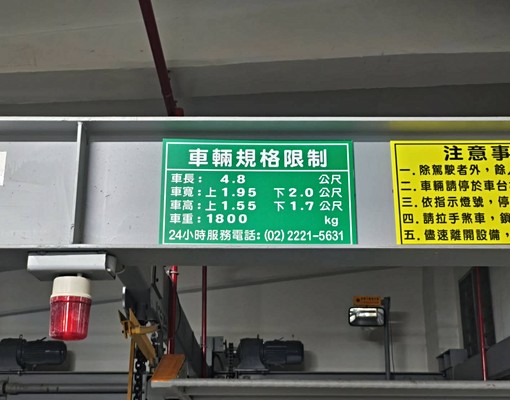 車輛規格限制
車長: 4.8 公尺
車寬: 上 1.95 下 2.0 公尺
車高: 上 1.55 下 1.7 公尺
車重: 1800 kg
24小時服務電話: (02) 2221-5631
注意事
一. 除駕駛者外，除
二. 車輛請停於車台
三. 依指示燈號，停
四. 請拉手煞車，鎖
五. 儘速離開設備，